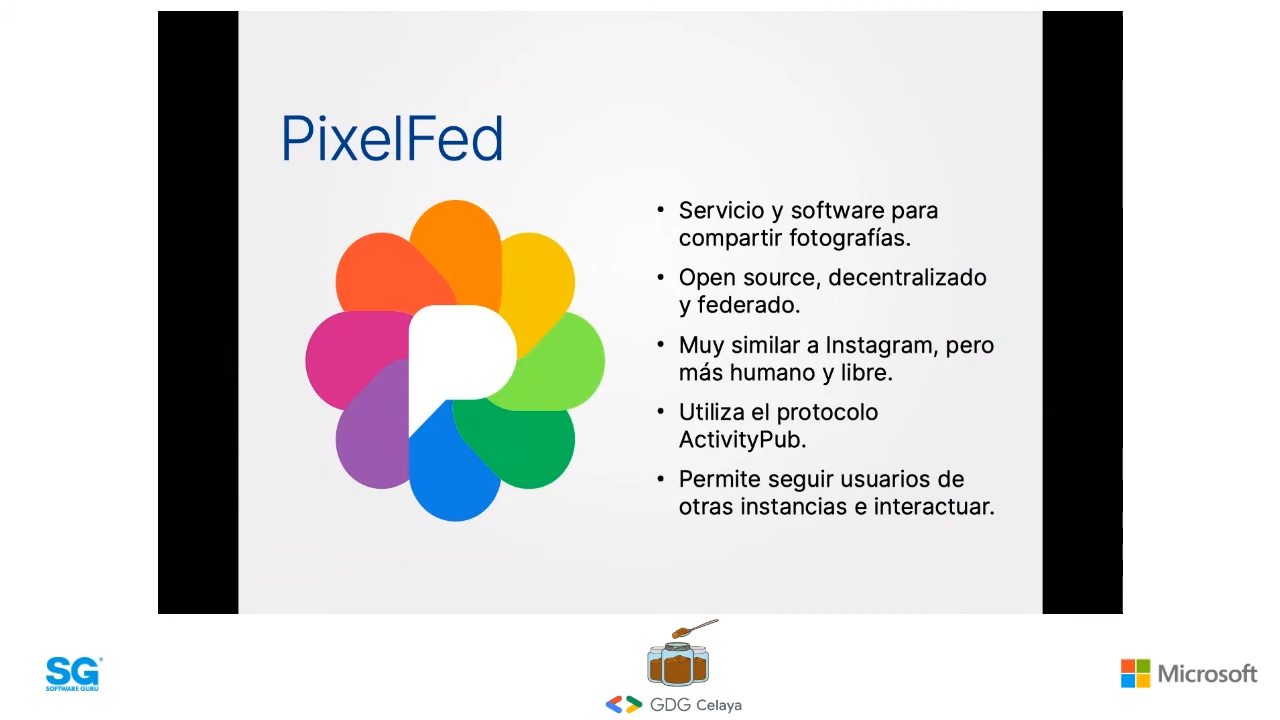 PixelFed
• Servicio y software para
compartir fotografías.
• Open source, decentralizado
y federado.
• Muy similar a Instagram, pero
más humano y libre.
• Utiliza el protocolo
ActivityPub.
• Permite seguir usuarios de
otras instancias e interactuar.
SG
SOFTWARE GURU
GDG Celaya
Microsoft